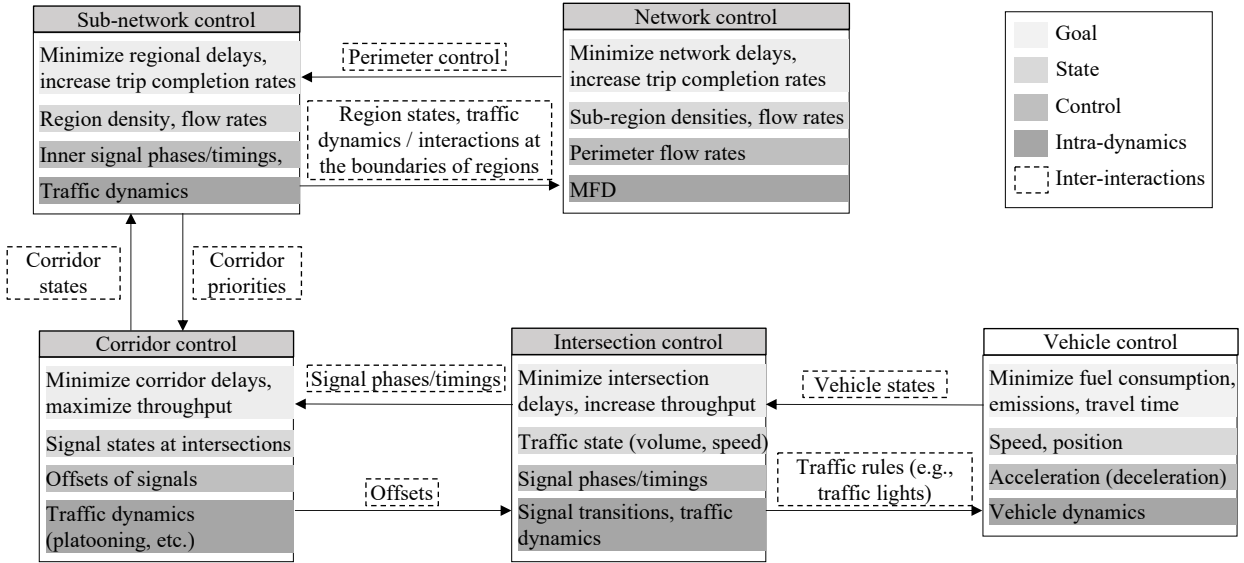 Sub-network control
Minimize regional delays,
increase trip completion rates
Region density, flow rates
Inner signal phases/timings,
Traffic dynamics
Perimeter control
Region states, traffic
dynamics / interactions at
the boundaries of regions
Network control
Minimize network delays,
increase trip completion rates
Sub-region densities, flow rates
Perimeter flow rates
MFD
Goal
State
Control
Intra-dynamics
Inter-interactions
Corridor
states
Corridor
priorities
Corridor control
Minimize corridor delays,
maximize throughput
Signal states at intersections
Offsets of signals
Traffic dynamics
(platooning, etc.)
Signal phases/timings
Offsets
Intersection control
Minimize intersection
delays, increase throughput
Traffic state (volume, speed)
Signal phases/timings
Signal transitions, traffic
dynamics
Vehicle states
Traffic rules (e.g.,
traffic lights)
Vehicle control
Minimize fuel consumption,
emissions, travel time
Speed, position
Acceleration (deceleration)
Vehicle dynamics